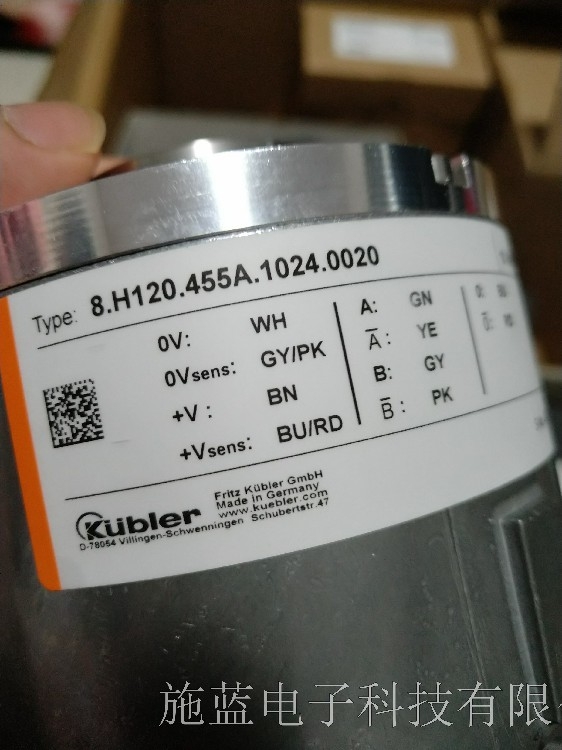 Type: 8.H120.455A.1024.0020
0V: WH
0Vsens: GY/PK
+V : BN
+Vsens: BU/RD
A: GN
A̅ : YE
B: GY
B̅ : PK
Kübler
Fritz Kübler GmbH
Made in Germany
www.kuebler.com
D-78054 Villingen-Schwenningen Schubertstr.47
施蓝电子科技有限